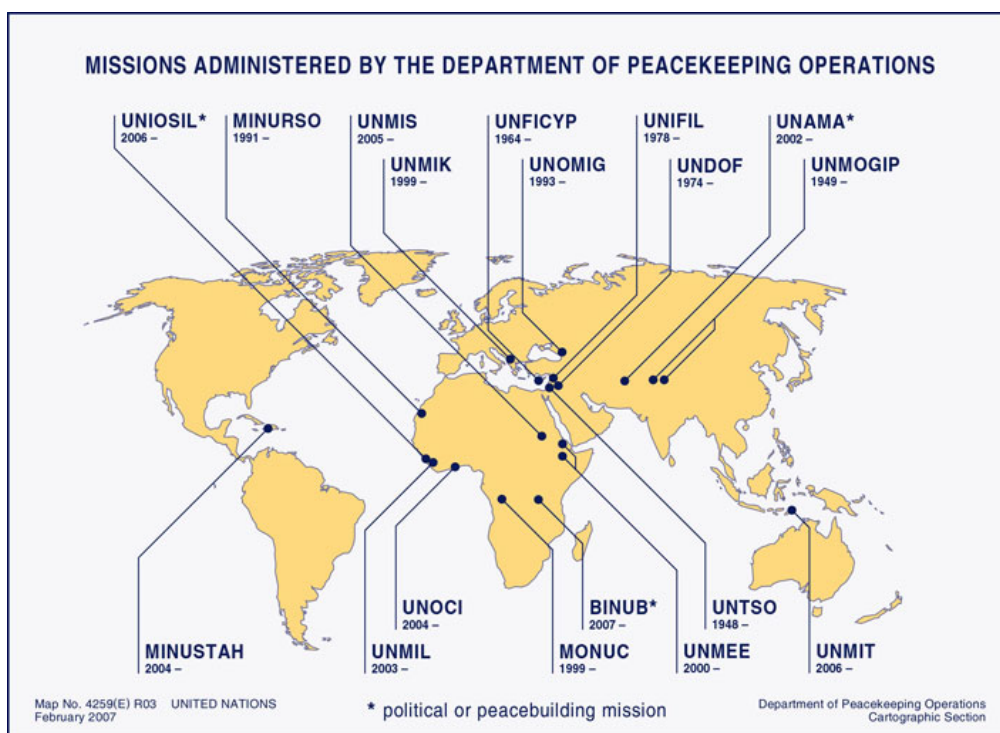 MISSIONS ADMINISTERED BY THE DEPARTMENT OF PEACEKEEPING OPERATIONS
UNIOSIL*
2006 –
MINURSO
1991 –
UNMIS
2005 –
UNFICYP
1964 –
UNIFIL
1978 –
UNAMA*
2002 –
UNMIK
1999 –
UNOMIG
1993 –
UNDOF
1974 –
UNMOGIP
1949 –
UNOCI
2004 –
BINUB*
2007 –
UNTSO
1948 –
MINUSTAH
2004 –
UNMIL
2003 –
MONUC
1999 –
UNMEE
2000 –
UNMIT
2006 –
Map No. 4259(E) R03 UNITED NATIONS
February 2007
* political or peacebuilding mission
Department of Peacekeeping Operations
Cartographic Section